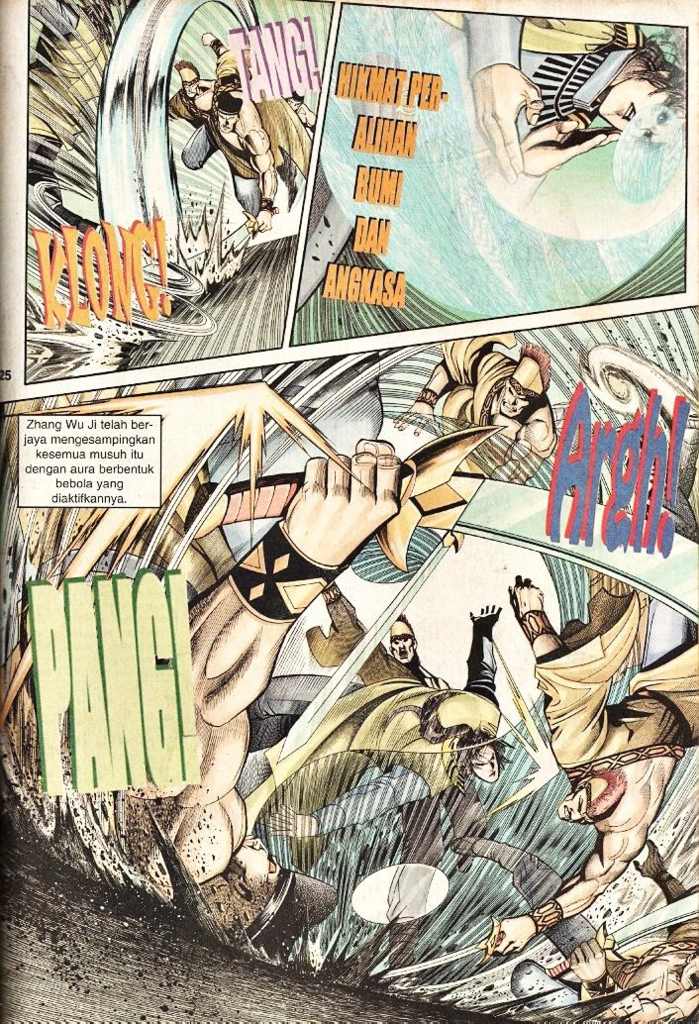 TANG!
KLONG!
HIKMAT PER-
ALIHAN
BUMI
DAN
ANGKASA
25
Zhang Wu Ji telah ber-
jaya mengesampingkan
kesemua musuh itu
dengan aura berbentuk
bebola yang
diaktifkannya.
Argh!
PANG!